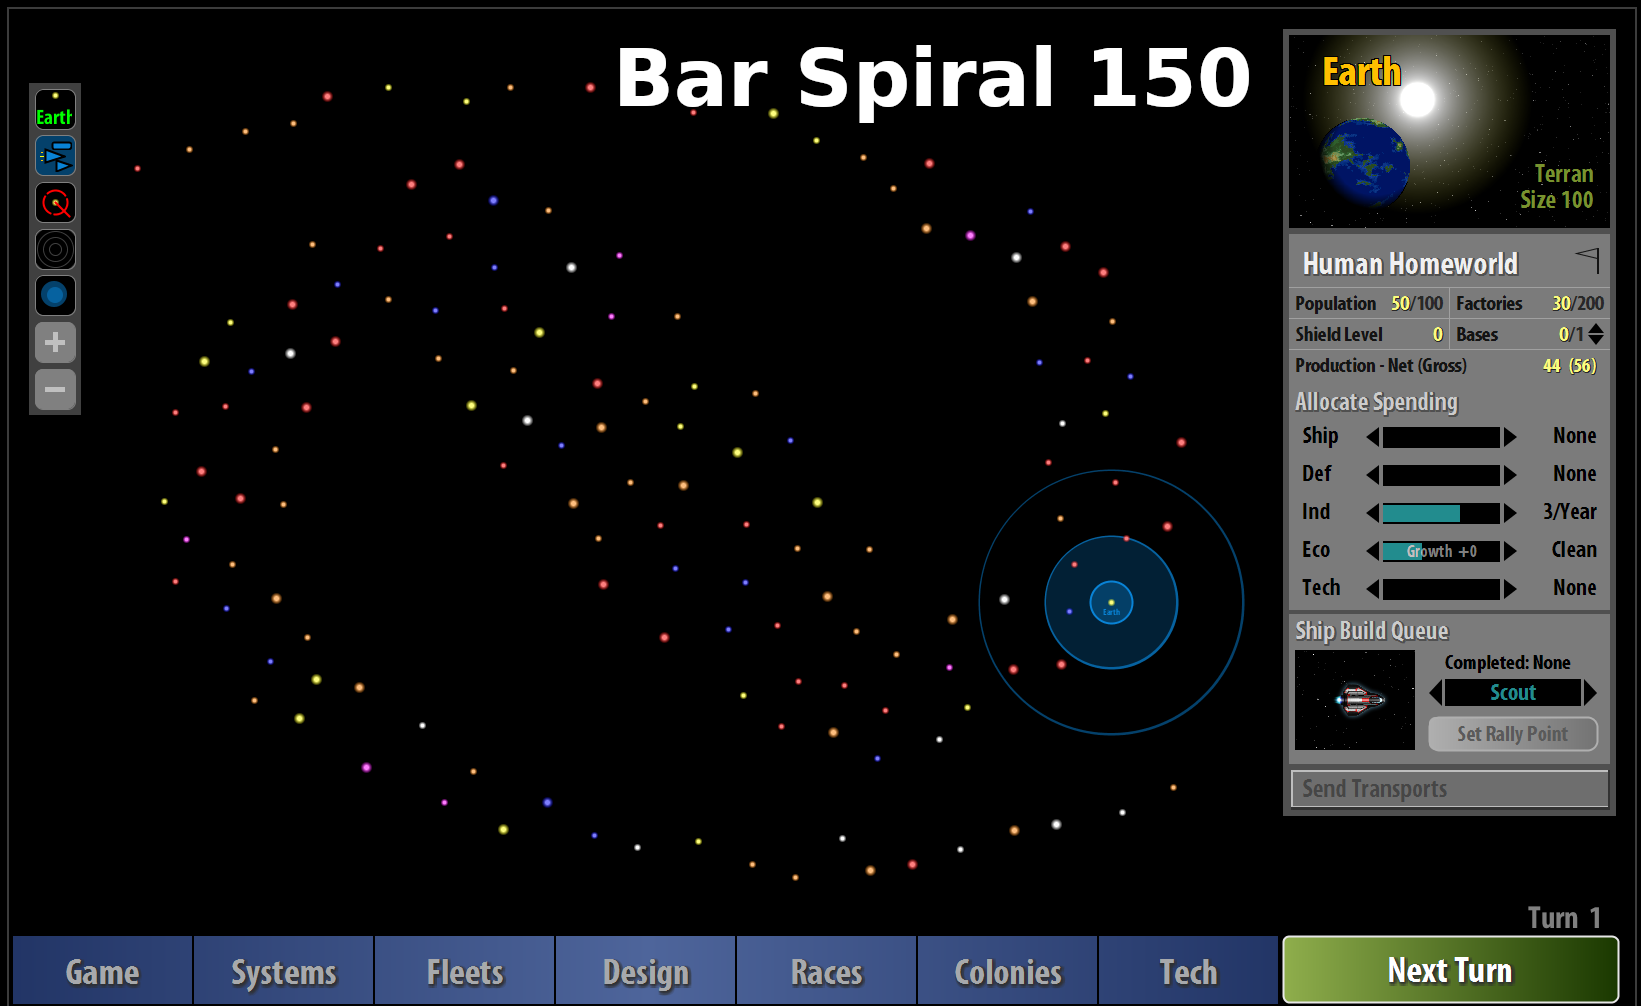 Bar Spiral 150
Earth
Earth
Terran
Size 100
Human Homeworld
Population 50/100 Factories 30/200
Shield Level 0 Bases 0/1
Production - Net (Gross) 44 (56)
Allocate Spending
Ship None
Def None
Ind 3/Year
Eco Growth +0 Clean
Tech None
Earth
Ship Build Queue
Completed: None
Scout
Set Rally Point
Send Transports
Turn 1
Game Systems Fleets Design Races Colonies Tech Next Turn